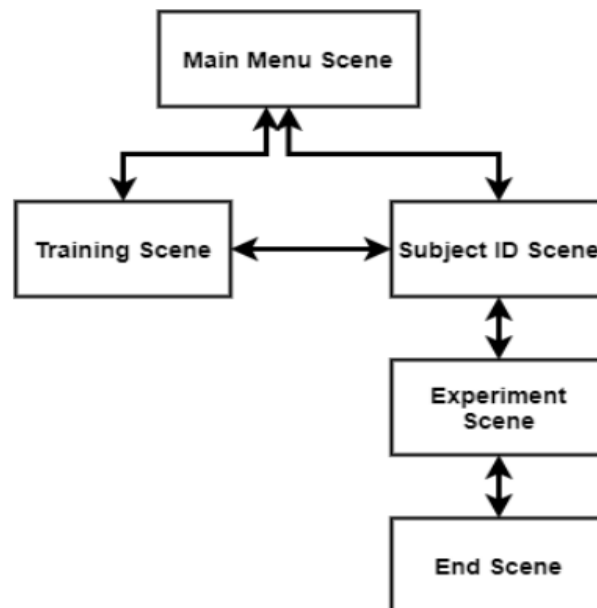 Main Menu Scene
Training Scene
Subject ID Scene
Experiment
Scene
End Scene